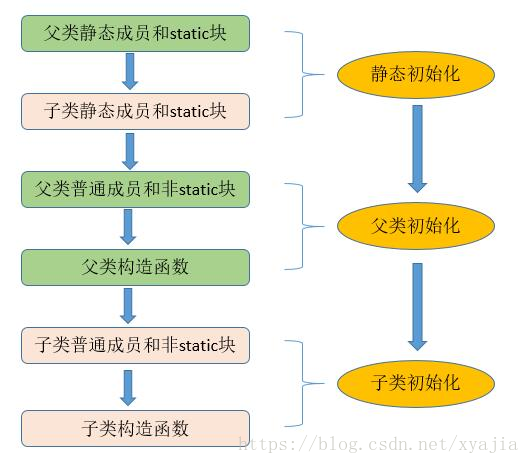 父类静态成员和static块
子类静态成员和static块
父类普通成员和非static块
父类构造函数
子类普通成员和非static块
子类构造函数
静态初始化
父类初始化
子类初始化
https://blog.csdn.net/xyajia